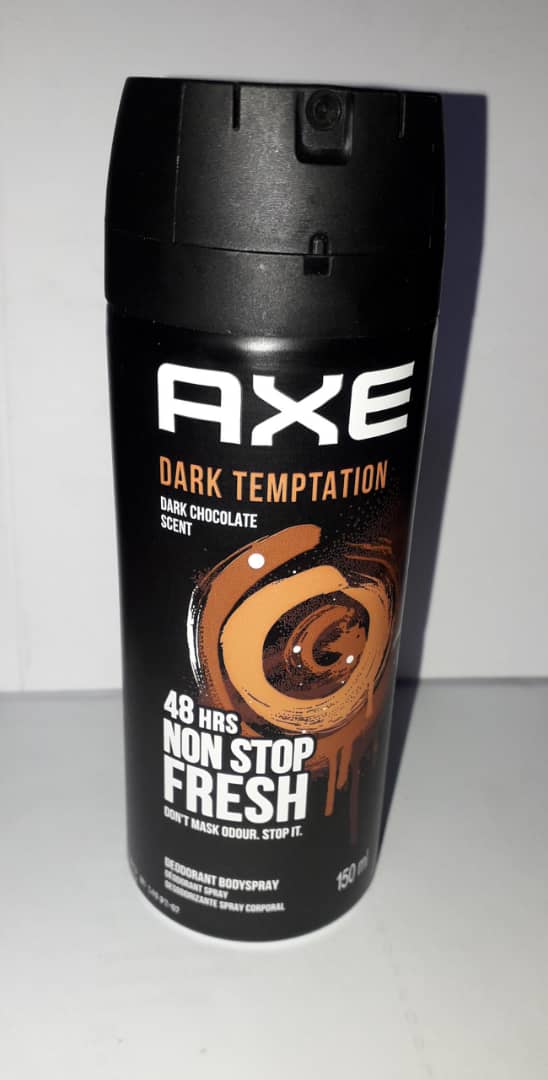 AXE
DARK TEMPTATION
DARK CHOCOLATE
SCENT
48 HRS
NON STOP
FRESH
DON'T MASK ODOUR. STOP IT.
DEODORANT BODYSPRAY
DÉODORANT SPRAY
DESODORIZANTE SPRAY CORPORAL
150 ml